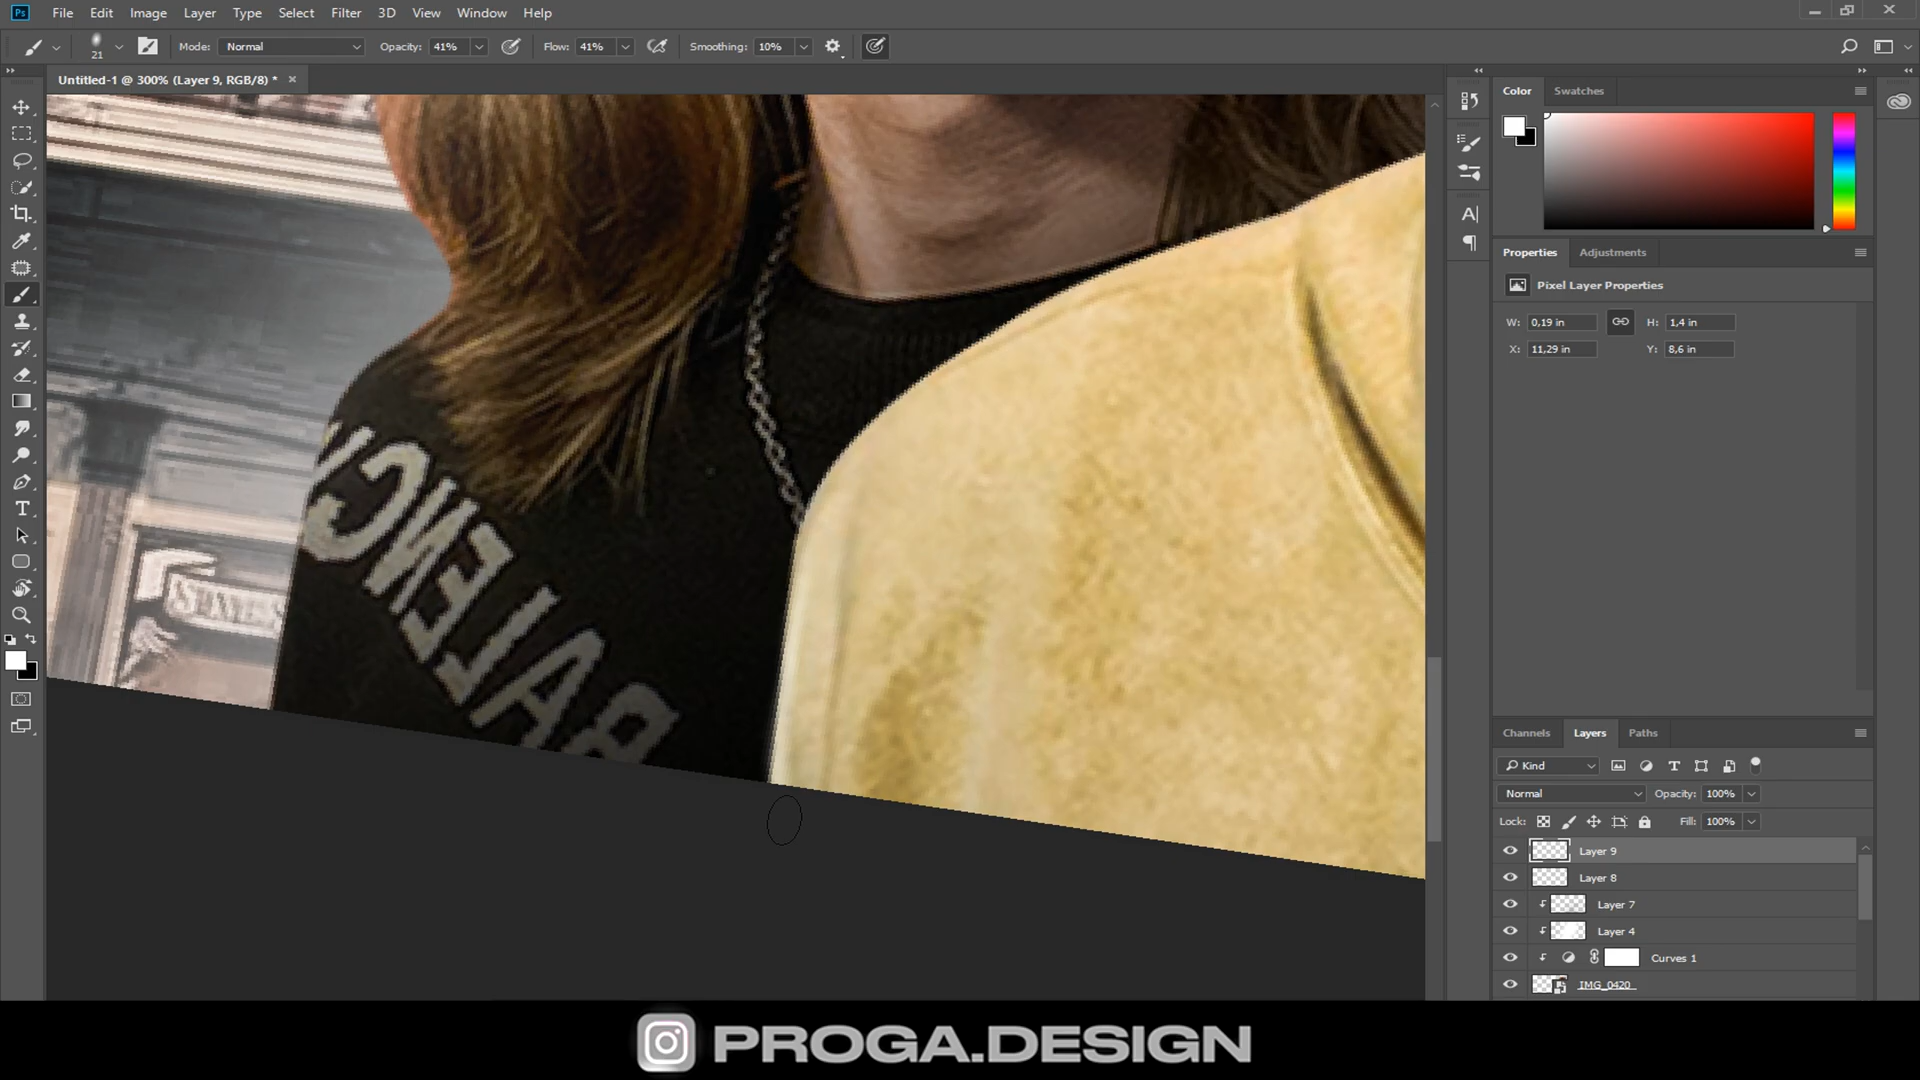 Ps File Edit Image Layer Type Select Filter 3D View Window Help
21 Mode: Normal Opacity: 41% Flow: 41% Smoothing: 10%
Untitled-1 @ 300% (Layer 9, RGB/8) * ×
Color Swatches
Properties Adjustments
Pixel Layer Properties
W: 0,19 in H: 1,4 in
X: 11,29 in Y: 8,6 in
BALENC
Channels Layers Paths
Kind
Normal Opacity: 100%
Lock: Fill: 100%
Layer 9
Layer 8
Layer 7
Layer 4
Curves 1
IMG_0420
PROGA.DESIGN